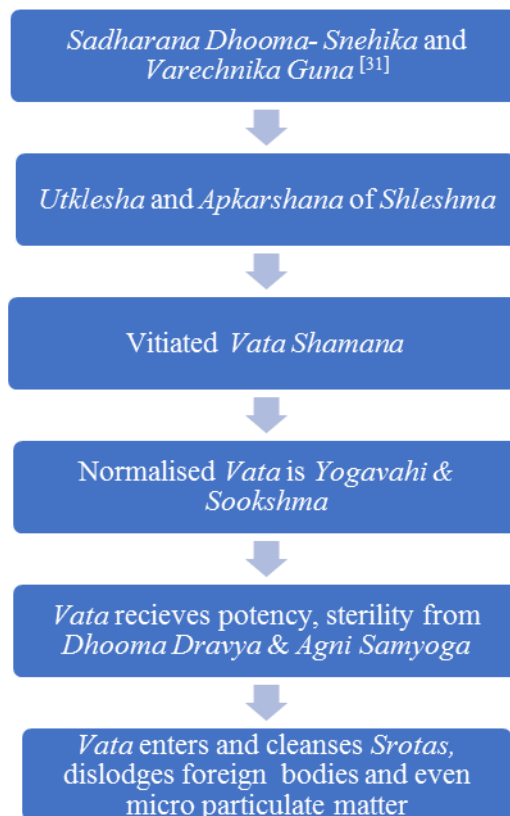 Sadharana Dhooma- Snehika and
Varechnika Guna [31]
Utklesha and Apkarshana of Shleshma
Vitiated Vata Shamana
Normalised Vata is Yogavahi &
Sookshma
Vata recieves potency, sterility from
Dhooma Dravya & Agni Samyoga
Vata enters and cleanses Srotas,
dislodges foreign bodies and even
micro particulate matter